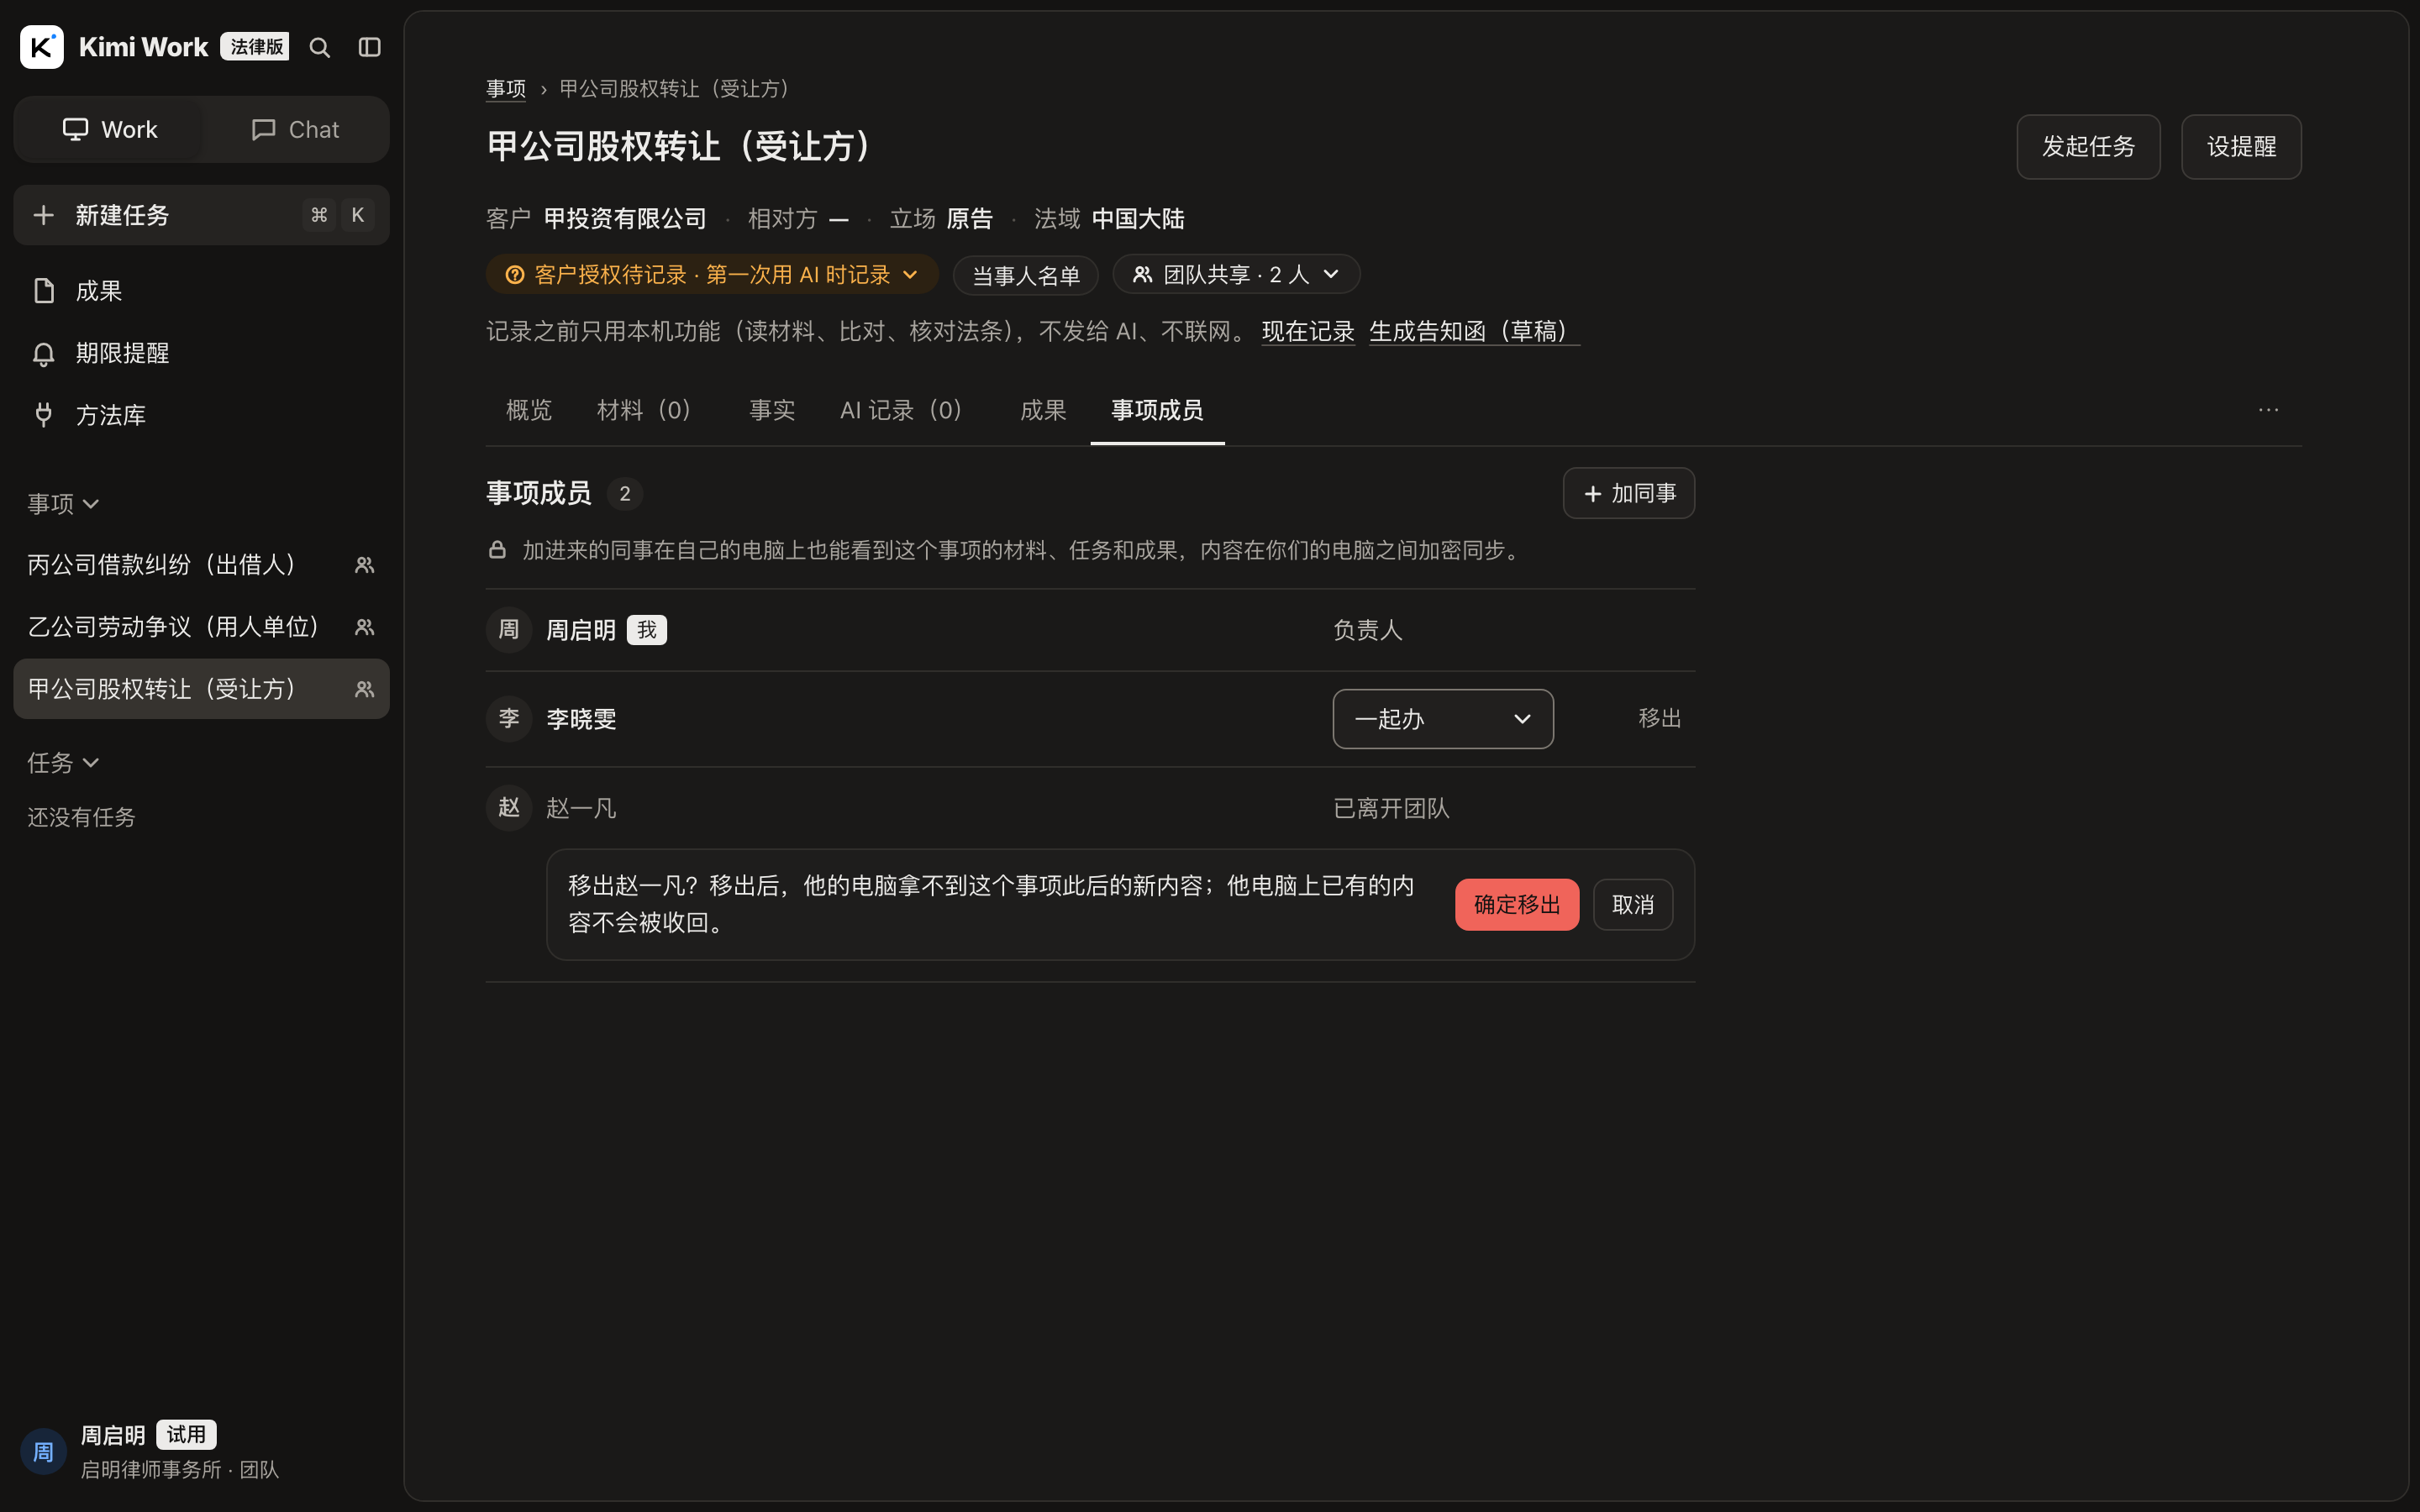 Kimi Work 法律版
Work
Chat
新建任务 ⌘ K
成果
期限提醒
方法库
事项
丙公司借款纠纷（出借人）
乙公司劳动争议（用人单位）
甲公司股权转让（受让方）
任务
还没有任务
周 周启明 试用
启明律师事务所 · 团队
事项 › 甲公司股权转让（受让方）
甲公司股权转让（受让方）
发起任务
设提醒
客户 甲投资有限公司 · 相对方 — · 立场 原告 · 法域 中国大陆
客户授权待记录 · 第一次用 AI 时记录
当事人名单
团队共享 · 2 人
记录之前只用本机功能（读材料、比对、核对法条），不发给 AI、不联网。 现在记录 生成告知函（草稿）
概览 材料（0） 事实 AI 记录（0） 成果 事项成员 ···
事项成员 2
+ 加同事
加进来的同事在自己的电脑上也能看到这个事项的材料、任务和成果，内容在你们的电脑之间加密同步。
周 周启明 我 负责人
李 李晓雯 一起办 移出
赵 赵一凡 已离开团队
移出赵一凡？移出后，他的电脑拿不到这个事项此后的新内容；他电脑上已有的内
容不会被收回。
确定移出
取消